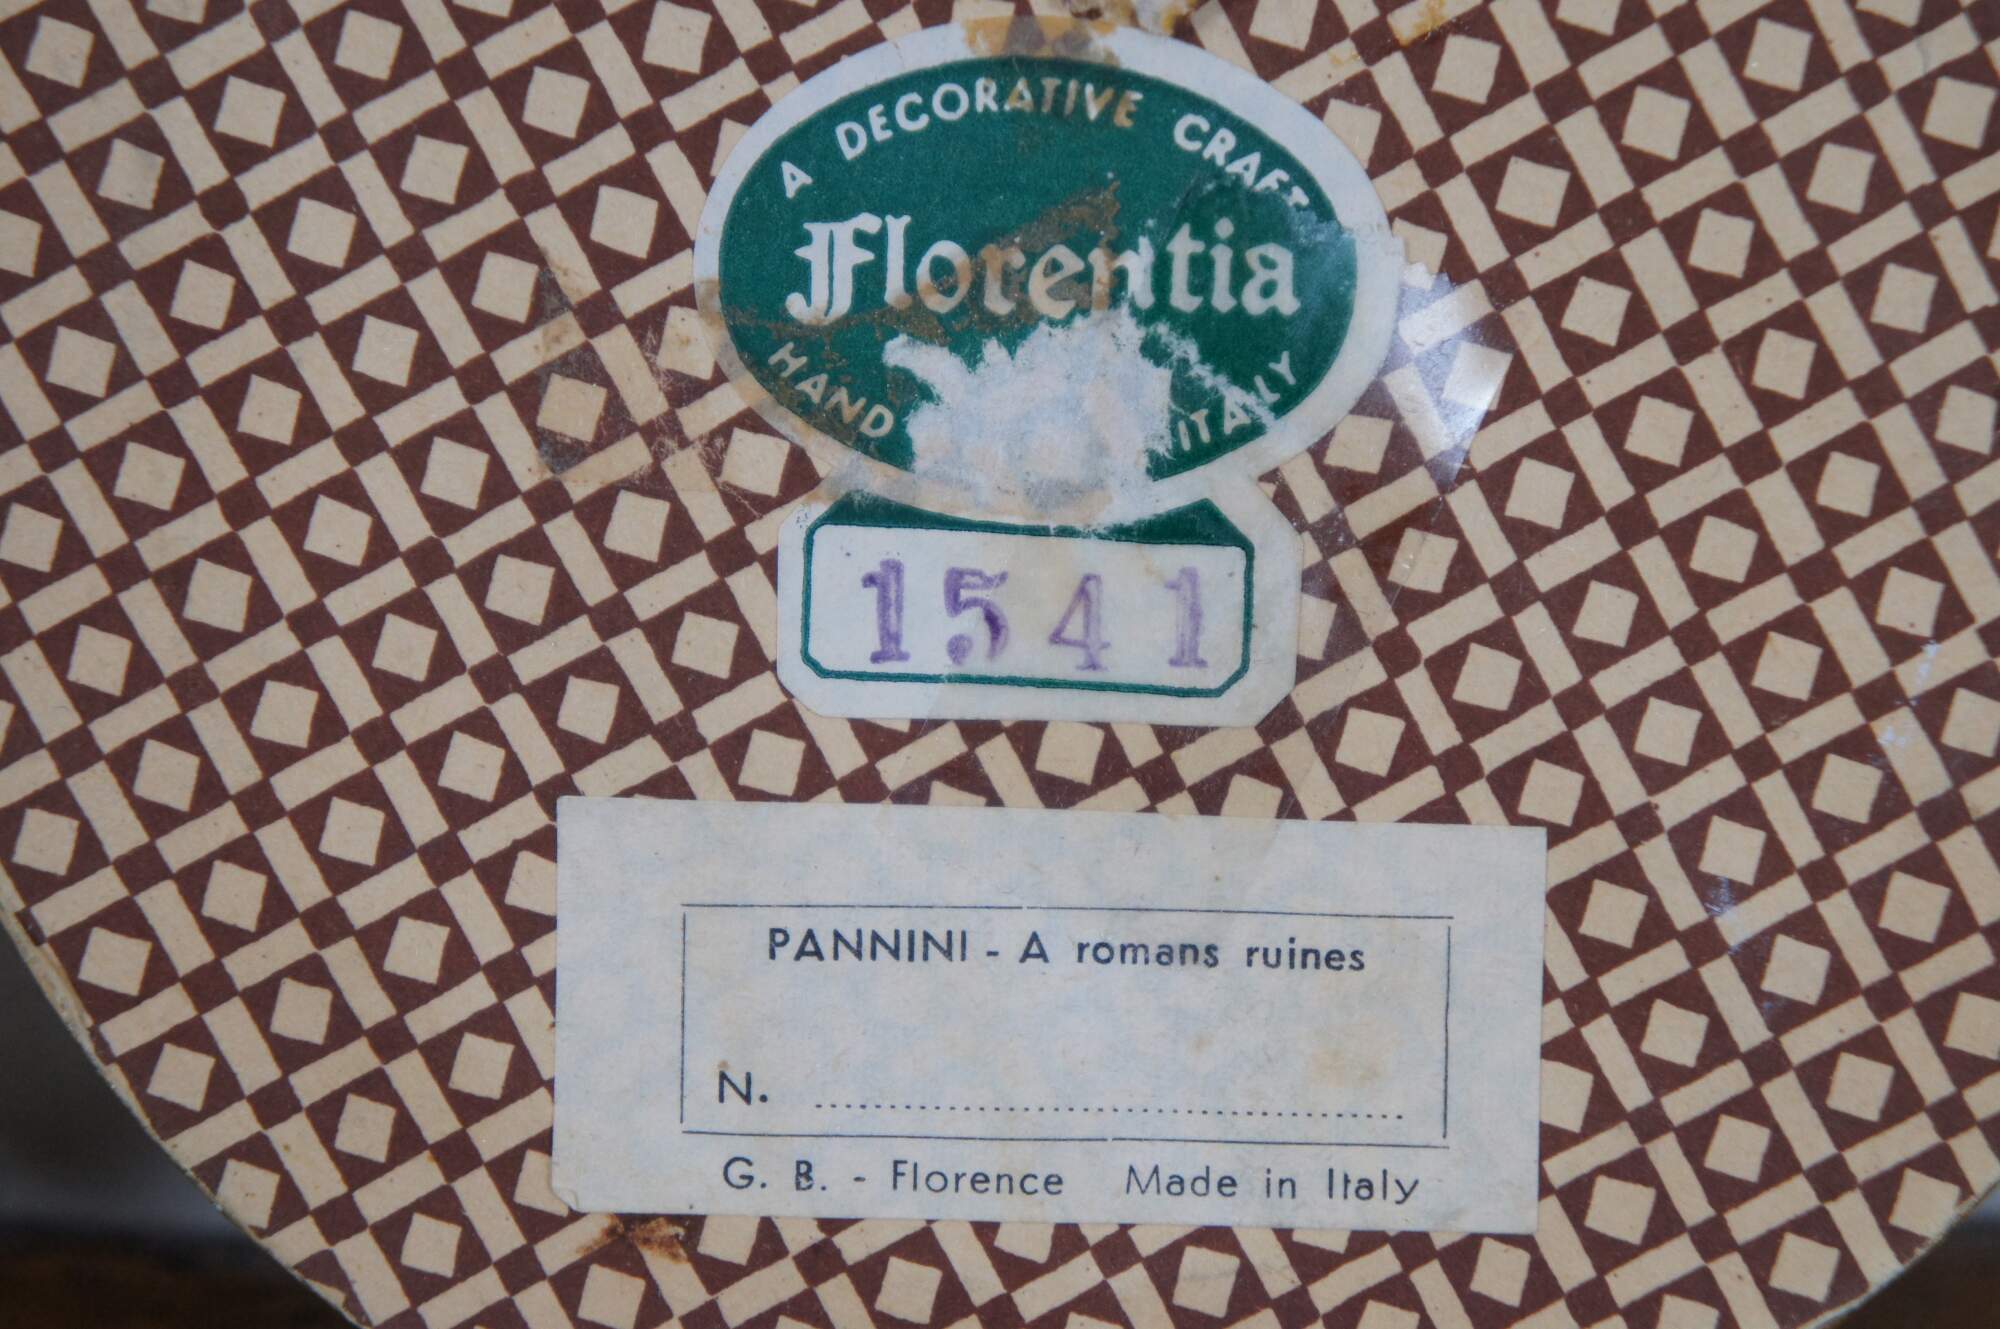 A DECORATIVE CRAFT
Florentia
HAND ITALY
1541
PANNINI - A romans ruines
N. ........................................
G. B. - Florence Made in Italy